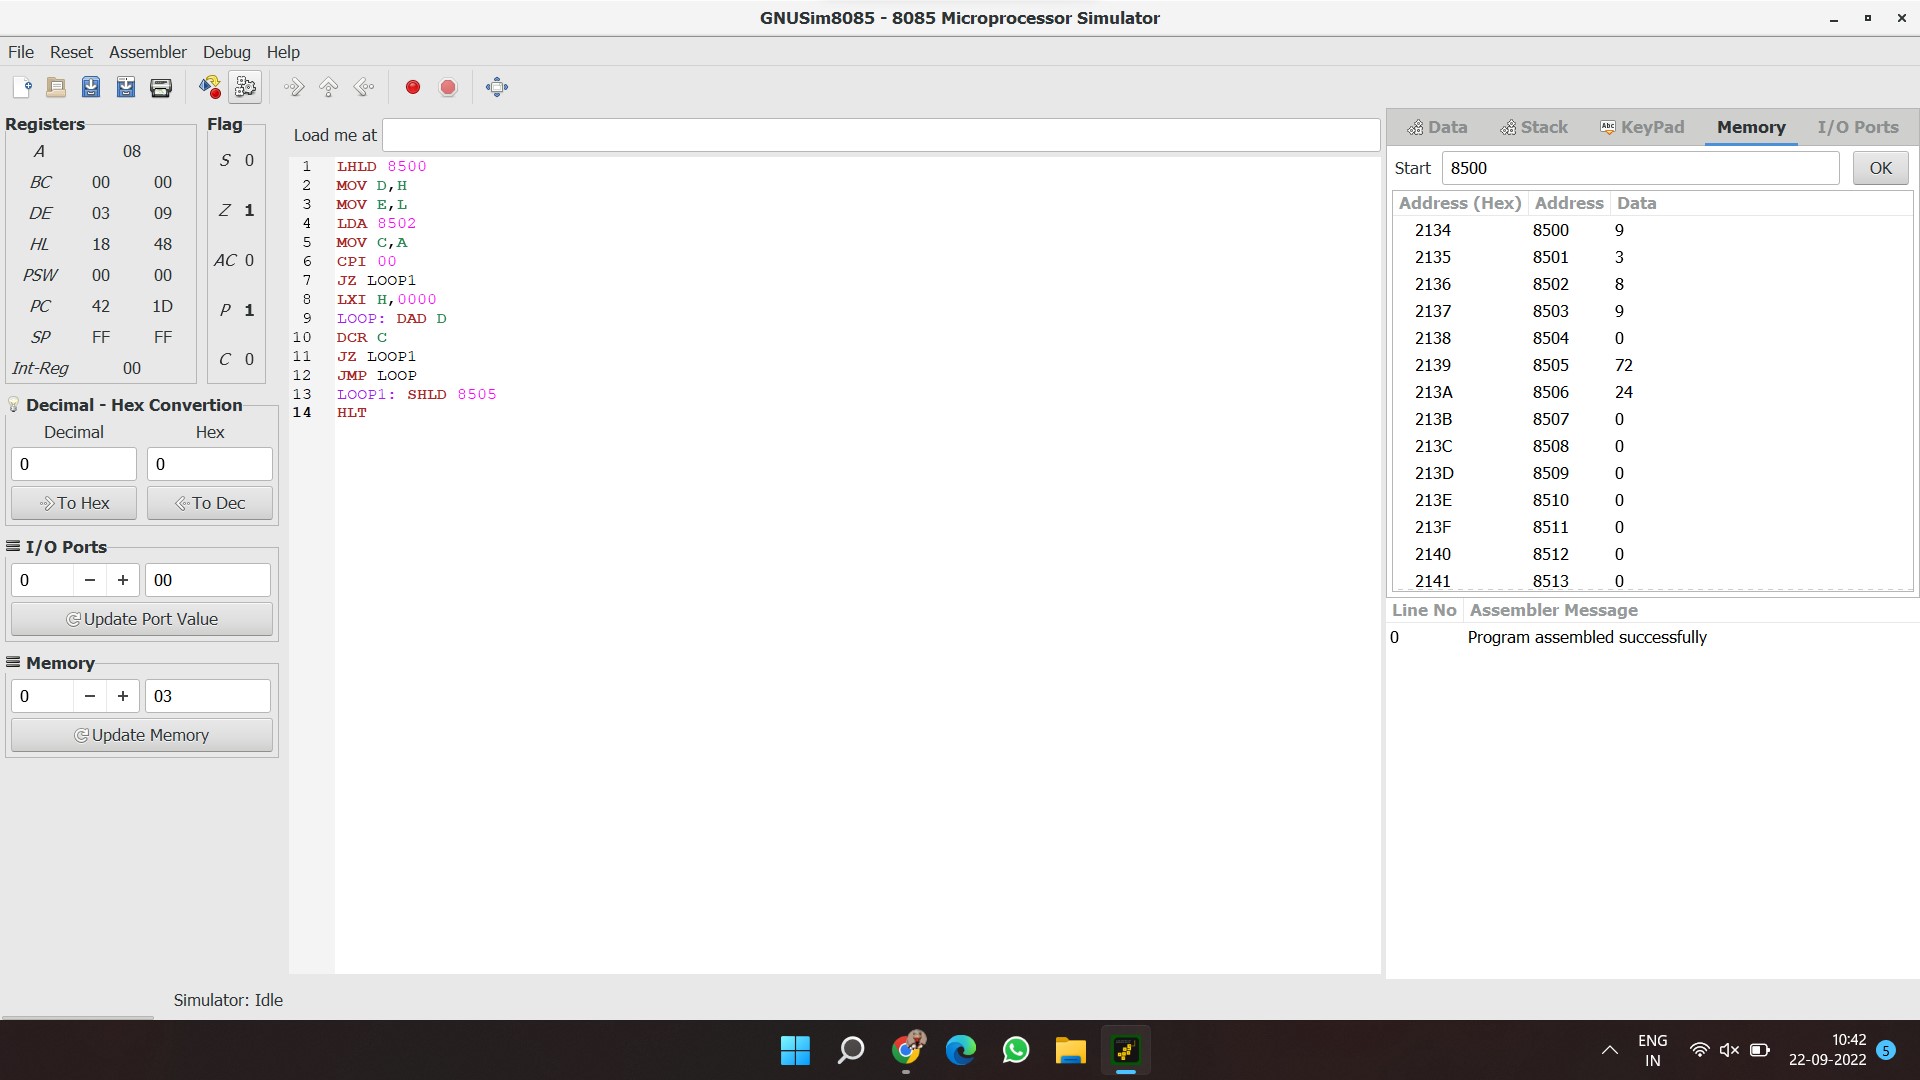 GNUSim8085 - 8085 Microprocessor Simulator
File Reset Assembler Debug Help
Registers
A 08
BC 00 00
DE 03 09
HL 18 48
PSW 00 00
PC 42 1D
SP FF FF
Int-Reg 00
Flag
S 0
Z 1
AC 0
P 1
C 0
Decimal - Hex Convertion
Decimal Hex
0 0
To Hex To Dec
I/O Ports
0 - + 00
Update Port Value
Memory
0 - + 03
Update Memory
Load me at
1 LHLD 8500
2 MOV D,H
3 MOV E,L
4 LDA 8502
5 MOV C,A
6 CPI 00
7 JZ LOOP1
8 LXI H,0000
9 LOOP: DAD D
10 DCR C
11 JZ LOOP1
12 JMP LOOP
13 LOOP1: SHLD 8505
14 HLT
Data Stack Abc KeyPad Memory I/O Ports
Start 8500 OK
Address (Hex) Address Data
2134 8500 9
2135 8501 3
2136 8502 8
2137 8503 9
2138 8504 0
2139 8505 72
213A 8506 24
213B 8507 0
213C 8508 0
213D 8509 0
213E 8510 0
213F 8511 0
2140 8512 0
2141 8513 0
Line No Assembler Message
0 Program assembled successfully
Simulator: Idle
ENG
IN
10:42
22-09-2022
5